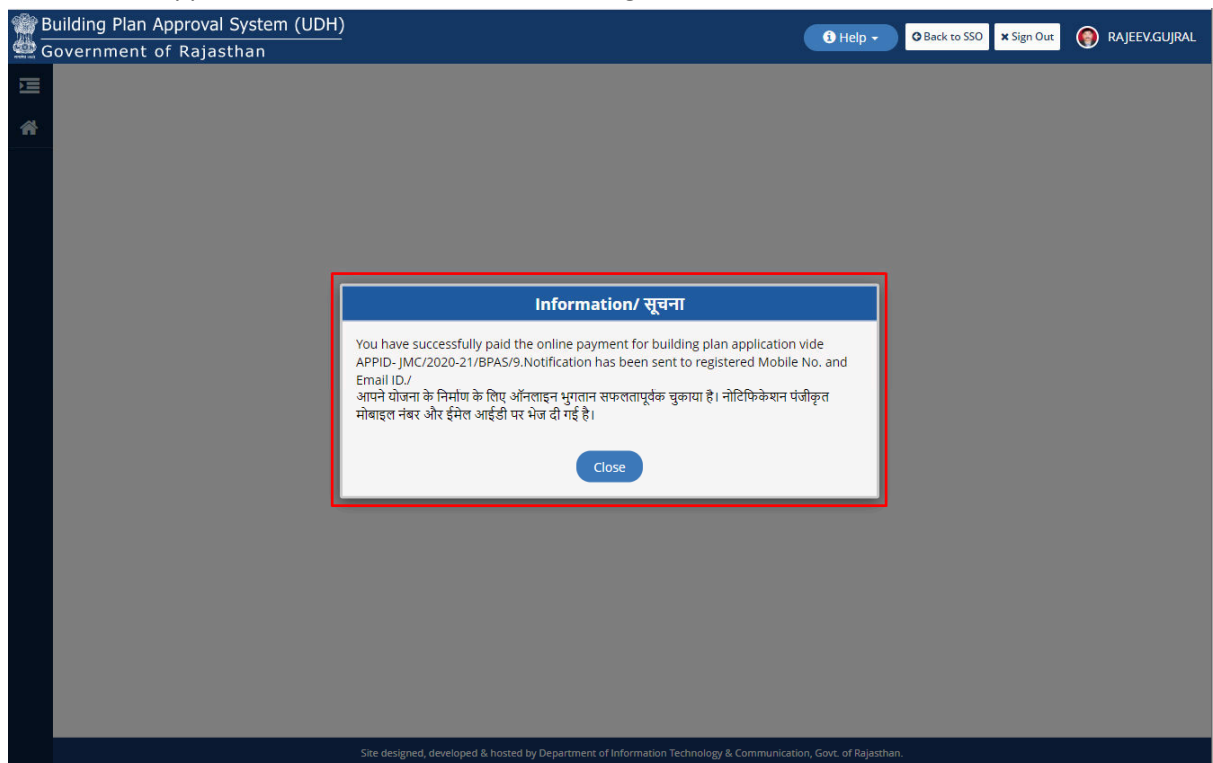 Building Plan Approval System (UDH)
Government of Rajasthan
Help
Back to SSO
Sign Out
RAJEEV.GUJRAL
Information/ सूचना
You have successfully paid the online payment for building plan application vide
APPID- JMC/2020-21/BPAS/9.Notification has been sent to registered Mobile No. and
Email ID./
आपने योजना के निर्माण के लिए ऑनलाइन भुगतान सफलतापूर्वक चुकाया है। नोटिफिकेशन पंजीकृत
मोबाइल नंबर और ईमेल आईडी पर भेज दी गई है।
Close
Site designed, developed & hosted by Department of Information Technology & Communication, Govt. of Rajasthan.